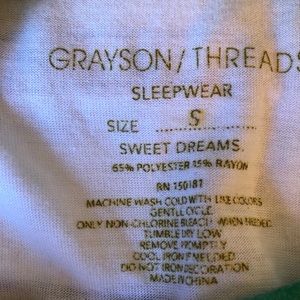 GRAYSON / THREADS
SLEEPWEAR
SIZE S
SWEET DREAMS.
65% POLYESTER 35% RAYON
RN 150187
MACHINE WASH COLD WITH LIKE COLORS
GENTLE CYCLE
ONLY NON-CHLORINE BLEACH WHEN NEEDED
TUMBLE DRY LOW
REMOVE PROMPTLY
COOL IRON IF NEEDED
DO NOT IRON DECORATION
MADE IN CHINA